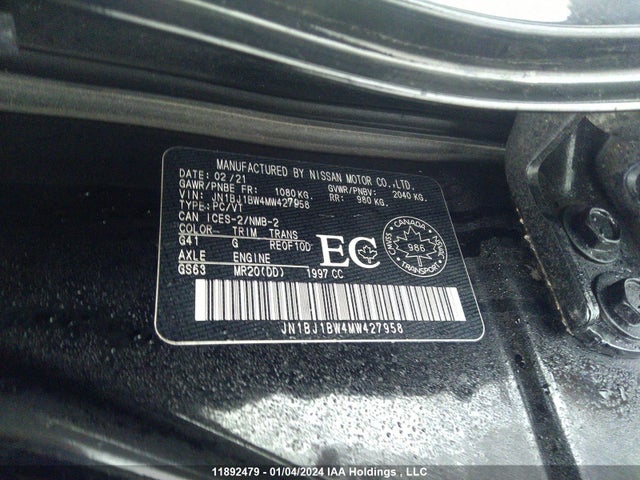 MANUFACTURED BY NISSAN MOTOR CO.,LTD.
DATE: 02/21
GAWR/PNBE FR: 1080 KG. GVWR/PNBV: 2040 KG.
VIN: JN1BJ1BW4MW427958 RR: 980 KG.
TYPE: PC/VT
CAN ICES-2/NMB-2
COLOR TRIM TRANS
G41 G RE0F10D
AXLE ENGINE
GS63 MR20(DD) 1997 CC
EC
CANADA
986
TRANSPORT
JN1BJ1BW4MW427958
11892479 - 01/04/2024 IAA Holdings , LLC